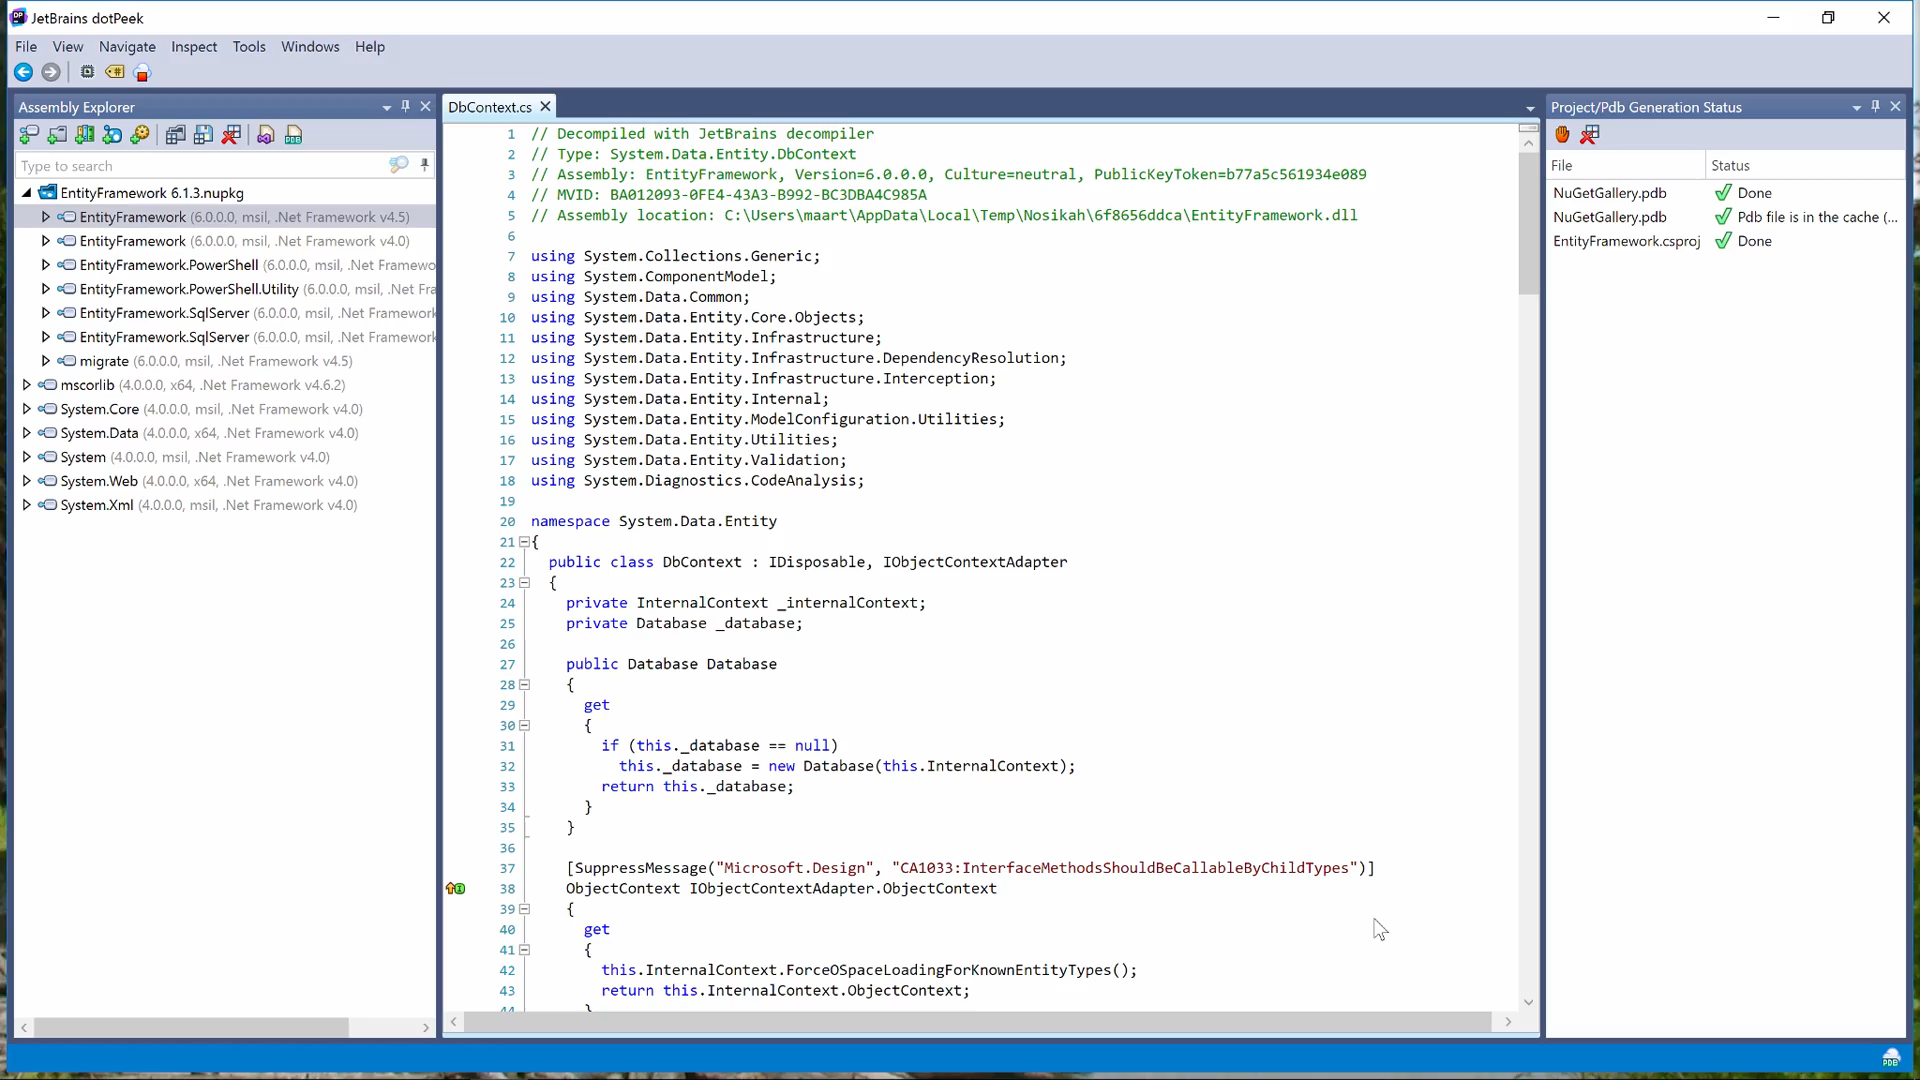 JetBrains dotPeek
File View Navigate Inspect Tools Windows Help
Assembly Explorer
Type to search
EntityFramework 6.1.3.nupkg
EntityFramework (6.0.0.0, msil, .Net Framework v4.5)
EntityFramework (6.0.0.0, msil, .Net Framework v4.0)
EntityFramework.PowerShell (6.0.0.0, msil, .Net Framewo
EntityFramework.PowerShell.Utility (6.0.0.0, msil, .Net Fra
EntityFramework.SqlServer (6.0.0.0, msil, .Net Framework
EntityFramework.SqlServer (6.0.0.0, msil, .Net Framework
migrate (6.0.0.0, msil, .Net Framework v4.5)
mscorlib (4.0.0.0, x64, .Net Framework v4.6.2)
System.Core (4.0.0.0, msil, .Net Framework v4.0)
System.Data (4.0.0.0, x64, .Net Framework v4.0)
System (4.0.0.0, msil, .Net Framework v4.0)
System.Web (4.0.0.0, x64, .Net Framework v4.0)
System.Xml (4.0.0.0, msil, .Net Framework v4.0)
DbContext.cs
1 // Decompiled with JetBrains decompiler
2 // Type: System.Data.Entity.DbContext
3 // Assembly: EntityFramework, Version=6.0.0.0, Culture=neutral, PublicKeyToken=b77a5c561934e089
4 // MVID: BA012093-0FE4-43A3-B992-BC3DBA4C985A
5 // Assembly location: C:\Users\maart\AppData\Local\Temp\Nosikah\6f8656ddca\EntityFramework.dll
6
7 using System.Collections.Generic;
8 using System.ComponentModel;
9 using System.Data.Common;
10 using System.Data.Entity.Core.Objects;
11 using System.Data.Entity.Infrastructure;
12 using System.Data.Entity.Infrastructure.DependencyResolution;
13 using System.Data.Entity.Infrastructure.Interception;
14 using System.Data.Entity.Internal;
15 using System.Data.Entity.ModelConfiguration.Utilities;
16 using System.Data.Entity.Utilities;
17 using System.Data.Entity.Validation;
18 using System.Diagnostics.CodeAnalysis;
19
20 namespace System.Data.Entity
21 {
22 public class DbContext : IDisposable, IObjectContextAdapter
23 {
24 private InternalContext _internalContext;
25 private Database _database;
26
27 public Database Database
28 {
29 get
30 {
31 if (this._database == null)
32 this._database = new Database(this.InternalContext);
33 return this._database;
34 }
35 }
36
37 [SuppressMessage("Microsoft.Design", "CA1033:InterfaceMethodsShouldBeCallableByChildTypes")]
38 ObjectContext IObjectContextAdapter.ObjectContext
39 {
40 get
41 {
42 this.InternalContext.ForceOSpaceLoadingForKnownEntityTypes();
43 return this.InternalContext.ObjectContext;
44 }
Project/Pdb Generation Status
File Status
NuGetGallery.pdb Done
NuGetGallery.pdb Pdb file is in the cache (...
EntityFramework.csproj Done
PDB